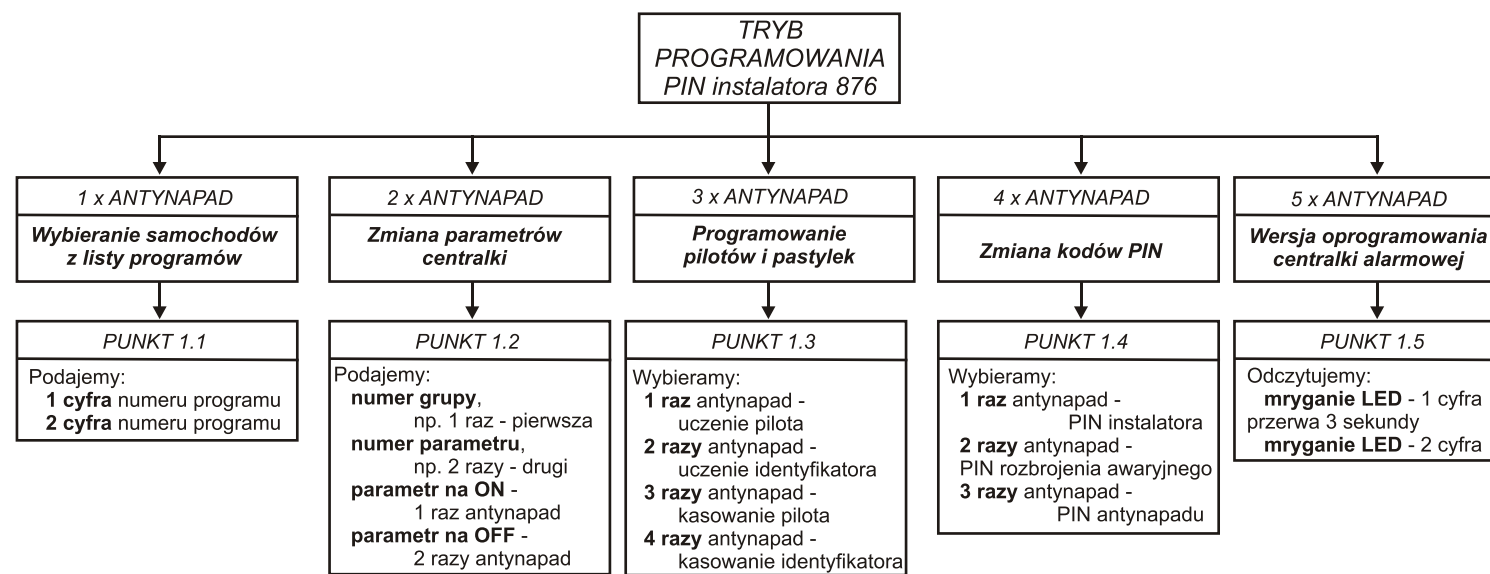 TRYB
PROGRAMOWANIA
PIN instalatora 876
1 x ANTYNAPAD
Wybieranie samochodów
z listy programów
PUNKT 1.1
Podajemy:
1 cyfra numeru programu
2 cyfra numeru programu
2 x ANTYNAPAD
Zmiana parametrów
centralki
PUNKT 1.2
Podajemy:
numer grupy,
np. 1 raz - pierwsza
numer parametru,
np. 2 razy - drugi
parametr na ON -
1 raz antynapad
parametr na OFF -
2 razy antynapad
3 x ANTYNAPAD
Programowanie
pilotów i pastylek
PUNKT 1.3
Wybieramy:
1 raz antynapad -
uczenie pilota
2 razy antynapad -
uczenie identyfikatora
3 razy antynapad -
kasowanie pilota
4 razy antynapad -
kasowanie identyfikatora
4 x ANTYNAPAD
Zmiana kodów PIN
PUNKT 1.4
Wybieramy:
1 raz antynapad -
PIN instalatora
2 razy antynapad -
PIN rozbrojenia awaryjnego
3 razy antynapad -
PIN antynapadu
5 x ANTYNAPAD
Wersja oprogramowania
centralki alarmowej
PUNKT 1.5
Odczytujemy:
mryganie LED - 1 cyfra
przerwa 3 sekundy
mryganie LED - 2 cyfra